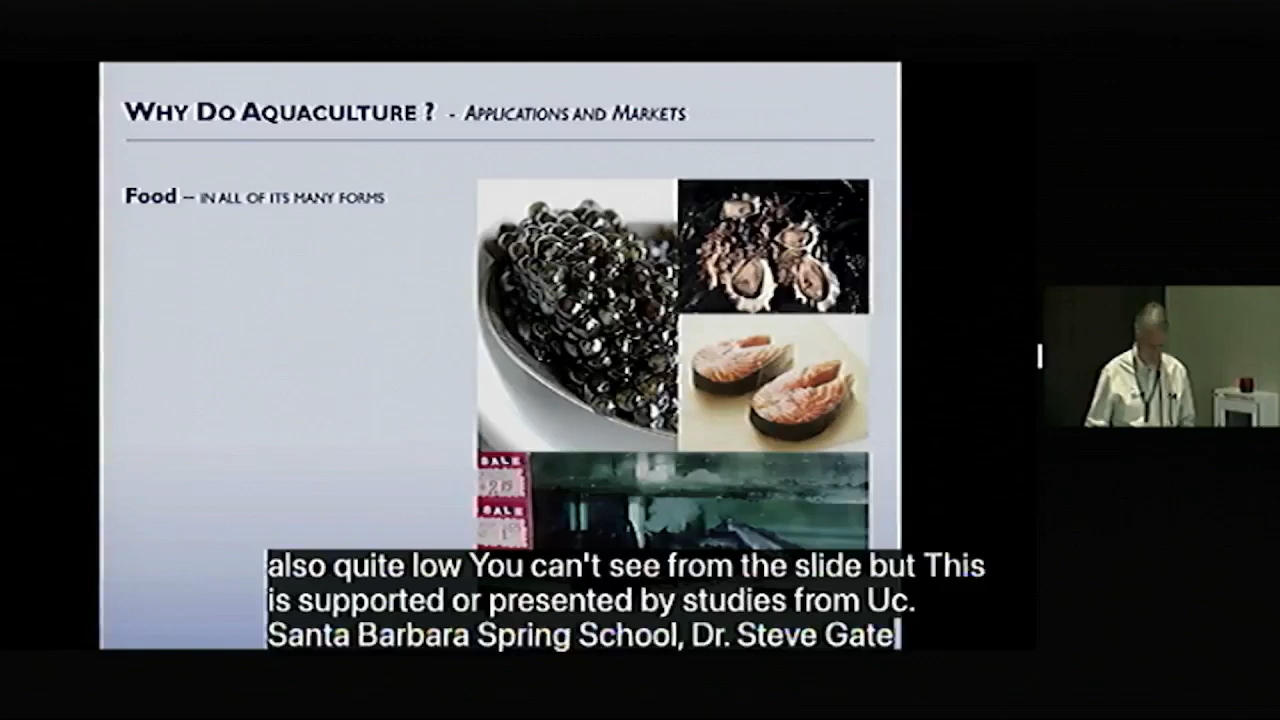 WHY DO AQUACULTURE ? - APPLICATIONS AND MARKETS
Food – IN ALL OF ITS MANY FORMS
SALE
SALE
also quite low You can't see from the slide but This
is supported or presented by studies from Uc.
Santa Barbara Spring School, Dr. Steve Gate